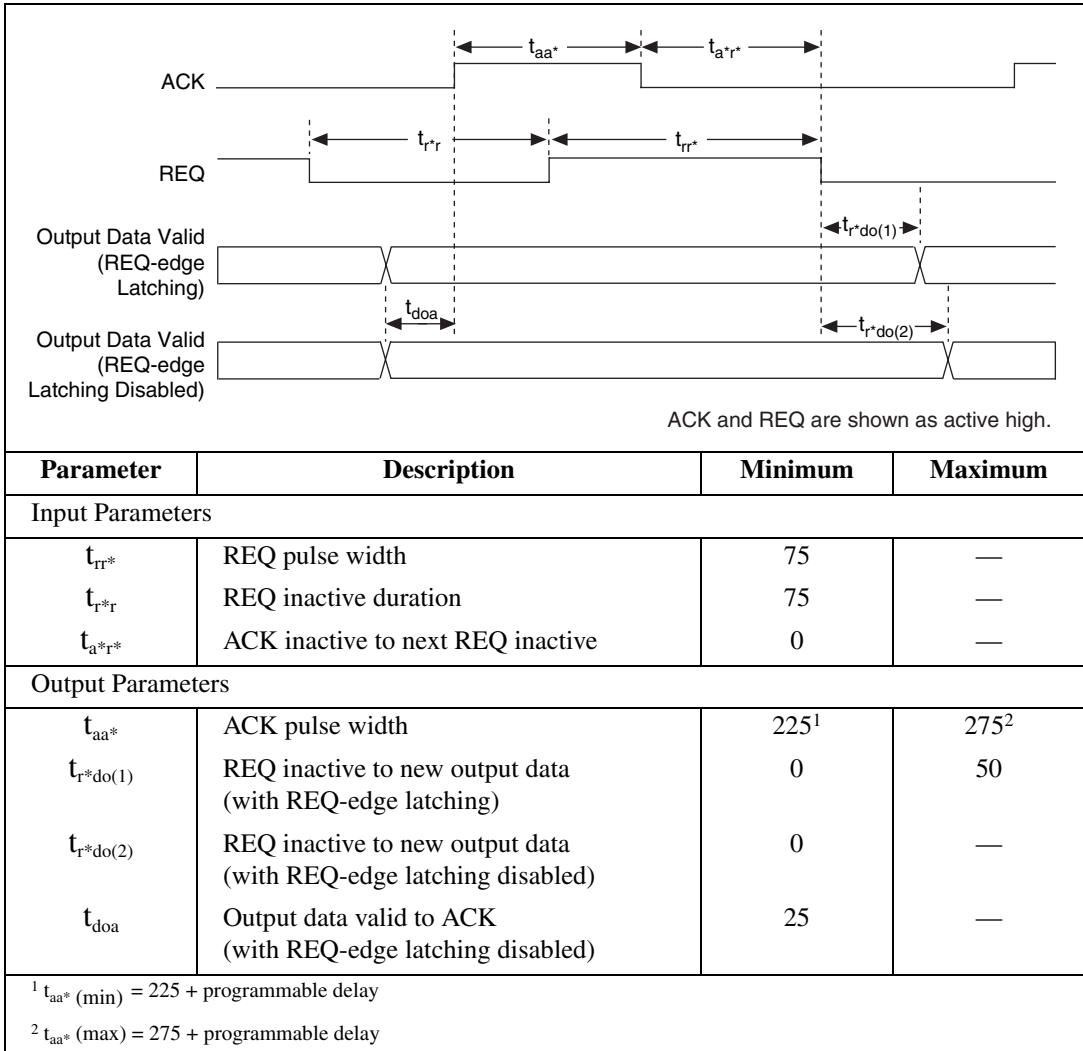 t_aa* t_a*r*
ACK
t_r*r t_rr*
REQ
t_r*do(1)
Output Data Valid
(REQ-edge
Latching)
t_doa
t_r*do(2)
Output Data Valid
(REQ-edge
Latching Disabled)
ACK and REQ are shown as active high.
Parameter Description Minimum Maximum
Input Parameters
t_rr* REQ pulse width 75 —
t_r*r REQ inactive duration 75 —
t_a*r* ACK inactive to next REQ inactive 0 —
Output Parameters
t_aa* ACK pulse width 225¹ 275²
t_r*do(1) REQ inactive to new output data 0 50
(with REQ-edge latching)
t_r*do(2) REQ inactive to new output data 0 —
(with REQ-edge latching disabled)
t_doa Output data valid to ACK 25 —
(with REQ-edge latching disabled)
¹ t_aa* (min) = 225 + programmable delay
² t_aa* (max) = 275 + programmable delay